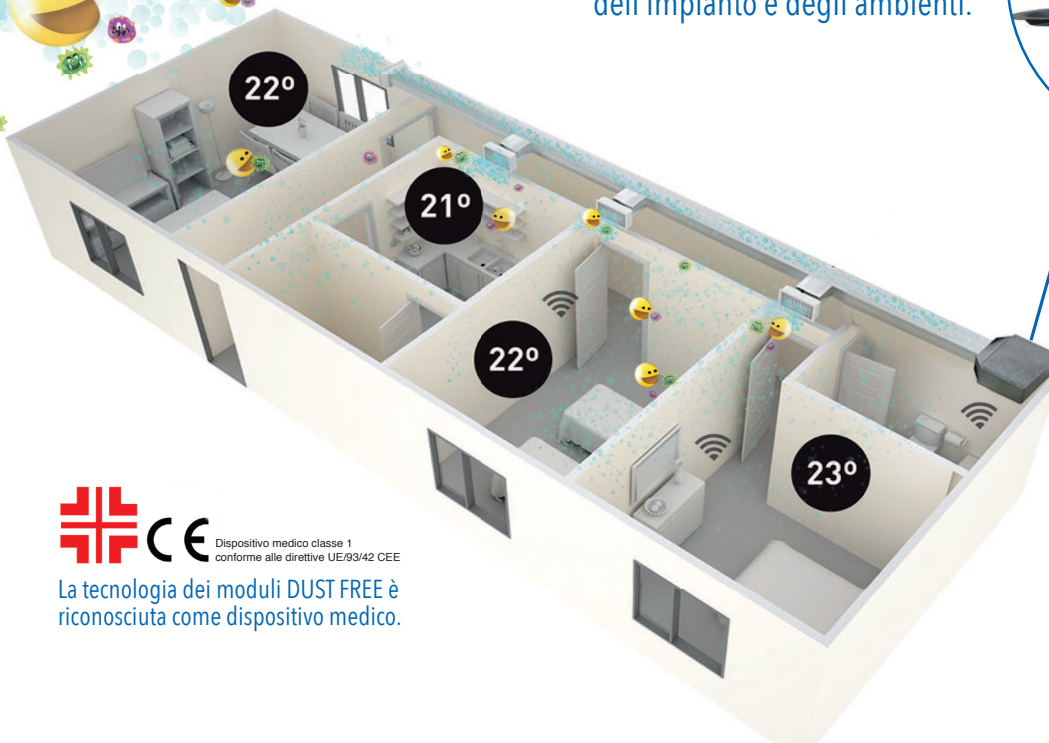 dell'impianto e degli ambienti.
22º
21º
22º
23º
CE
Dispositivo medico classe 1
conforme alle direttive UE/93/42 CEE
La tecnologia dei moduli DUST FREE è
riconosciuta come dispositivo medico.